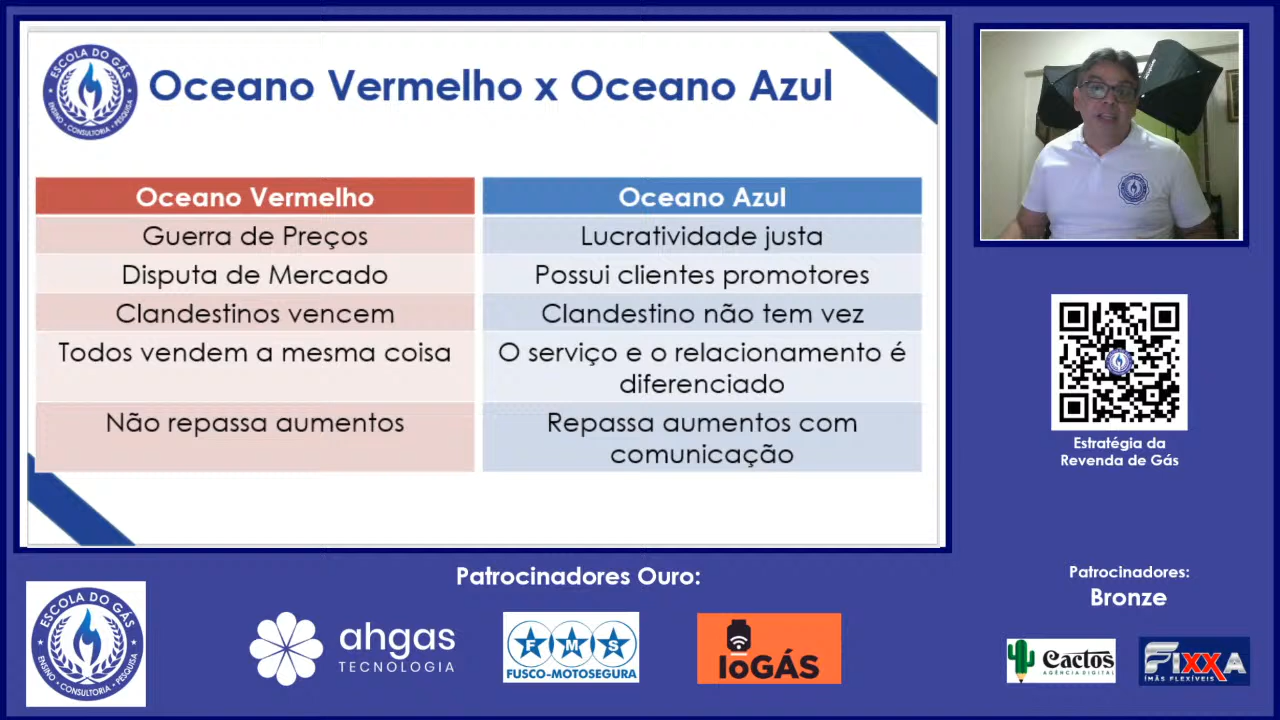 ESCOLA DO GÁS
ENSINO • CONSULTORIA • PESQUISA
Oceano Vermelho x Oceano Azul
Oceano Vermelho
Oceano Azul
Guerra de Preços
Lucratividade justa
Disputa de Mercado
Possui clientes promotores
Clandestinos vencem
Clandestino não tem vez
Todos vendem a mesma coisa
O serviço e o relacionamento é
diferenciado
Não repassa aumentos
Repassa aumentos com
comunicação
Estratégia da
Revenda de Gás
Patrocinadores Ouro:
Patrocinadores:
Bronze
ESCOLA DO GÁS
ENSINO • CONSULTORIA • PESQUISA
ahgas
TECNOLOGIA
F M S
FUSCO-MOTOSEGURA
IoGÁS
Cactos
AGÊNCIA DIGITAL
FIXXA
ÍMÃS FLEXÍVEIS